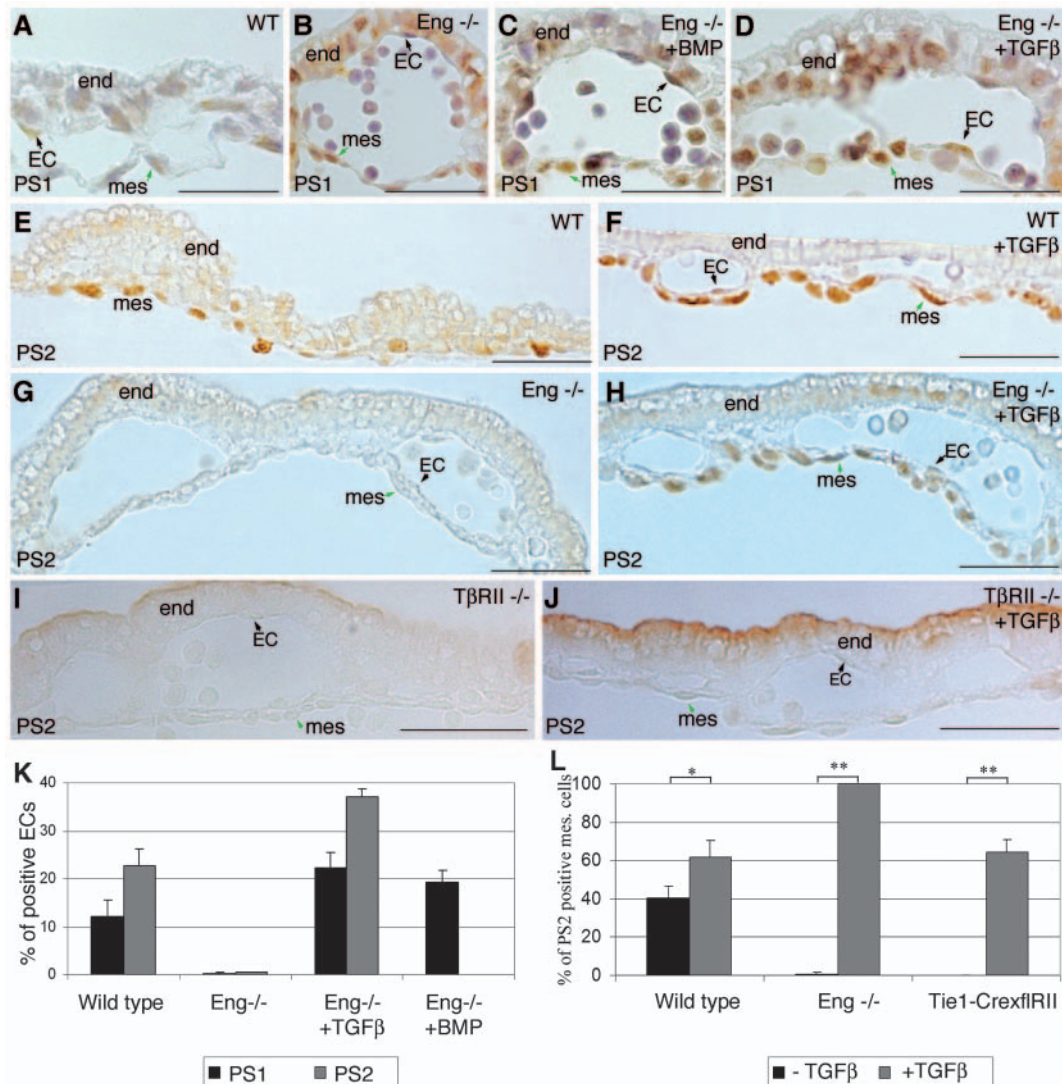 A
WT
end
EC
mes
PS1
B
Eng -/-
end
EC
mes
PS1
C
Eng -/-
+BMP
end
EC
mes
PS1
D
Eng -/-
+TGFβ
end
EC
mes
PS1
E
WT
end
mes
PS2
F
WT
+TGFβ
end
EC
mes
PS2
G
Eng -/-
end
EC
mes
PS2
H
Eng -/-
+TGFβ
end
EC
mes
PS2
I
TβRII -/-
end
EC
mes
PS2
J
TβRII -/-
+TGFβ
end
EC
mes
PS2
K
% of positive ECs
40
30
20
10
0
Wild type
Eng-/-
Eng-/-
+TGFβ
Eng-/-
+BMP
PS1
PS2
L
% of PS2 positive mes. cells
100
80
60
40
20
0
*
**
**
Wild type
Eng -/-
Tie1-CrexflRII
- TGFβ
+TGFβ